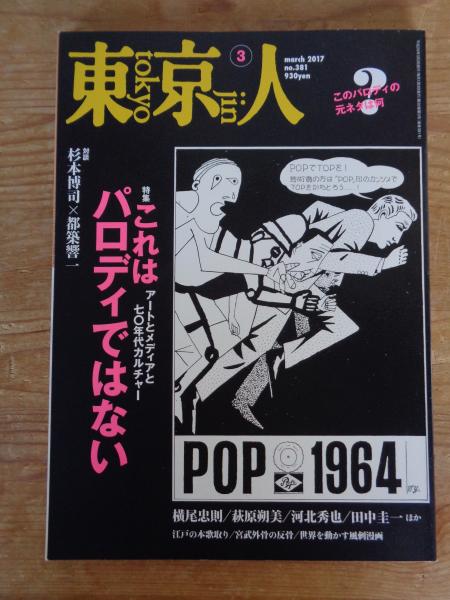 東京人
tokyo
jin
3
march 2017
no.381
930yen
?
このパロディの
元ネタは何
特集
これは
パロディではない
アートとメディアと
七〇年代カルチャー
対談
杉本博司×都築響一
POPでTOPを!
POP 1964
Pop
横尾忠則/萩原朔美/河北秀也/田中圭一ほか
江戸の本歌取り/宮武外骨の反骨/世界を動かす風刺漫画